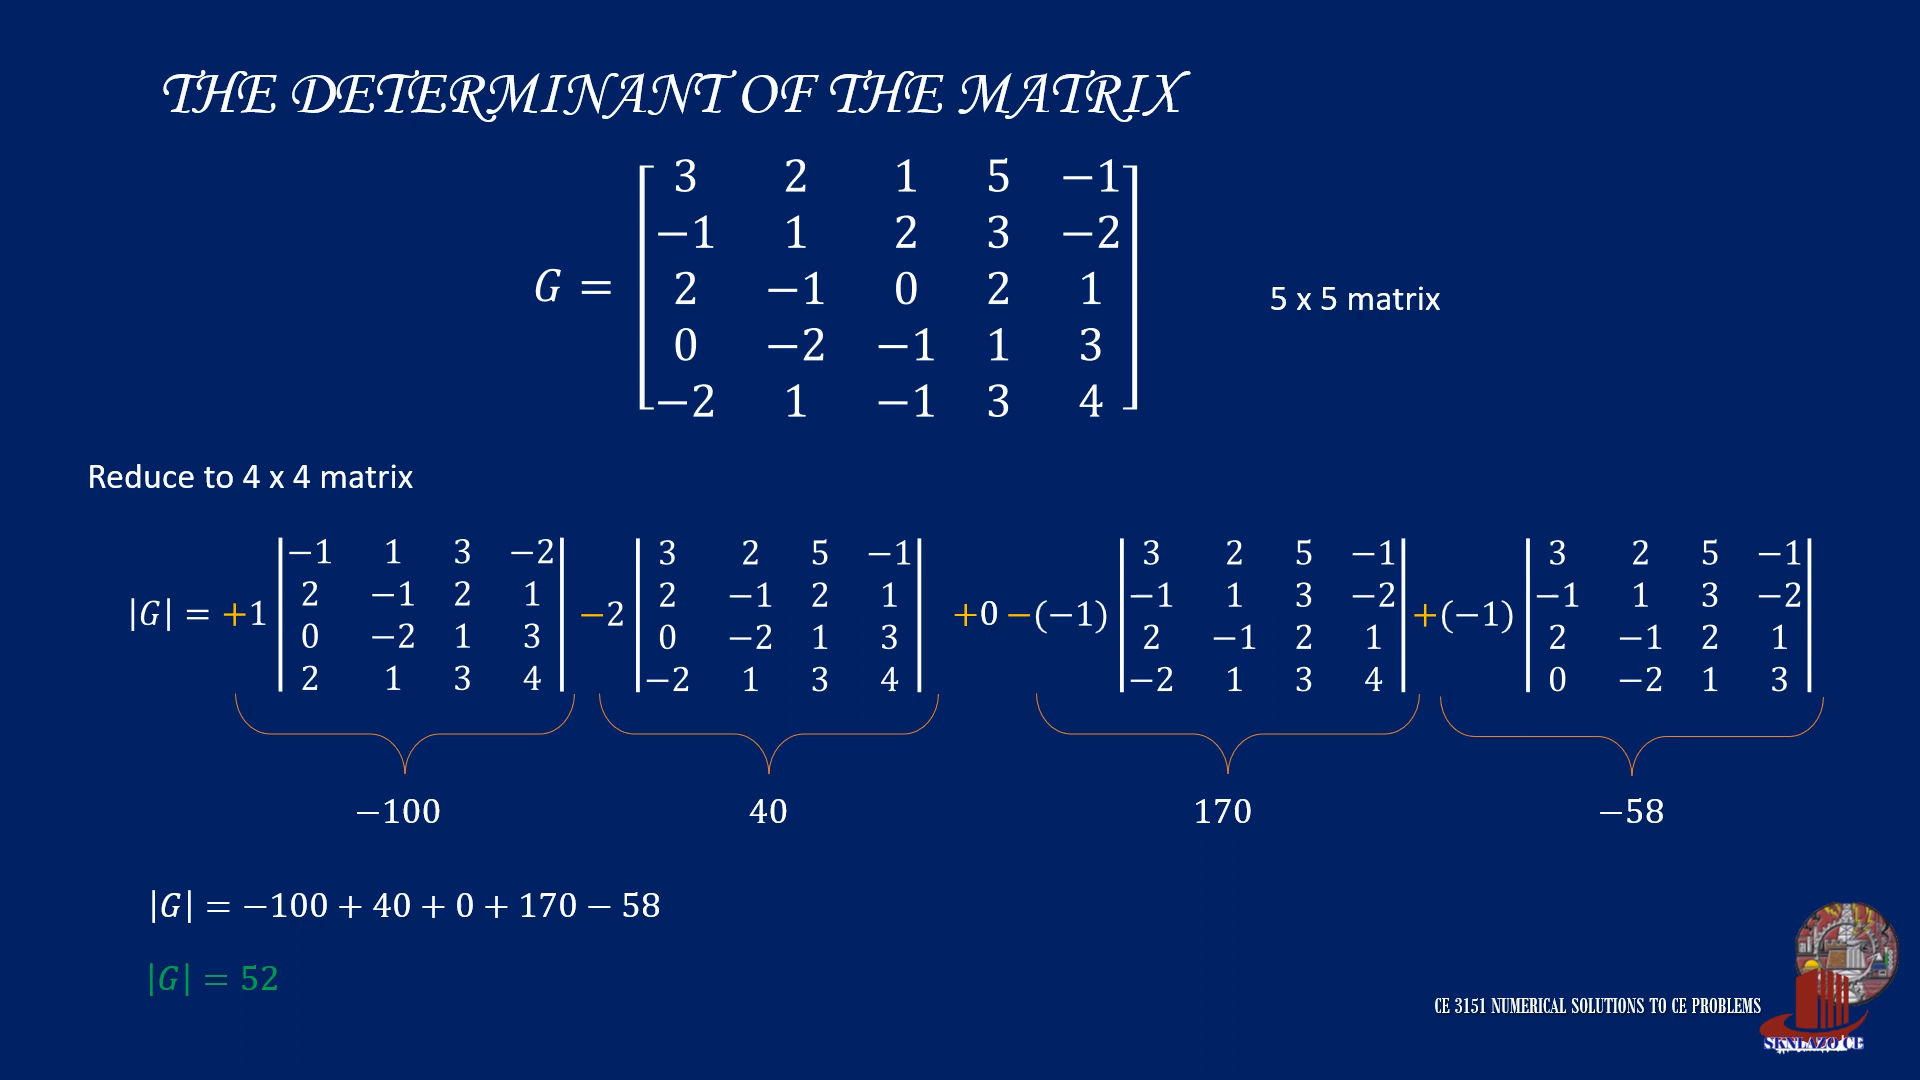 THE DETERMINANT OF THE MATRIX
3 2 1 5 −1
−1 1 2 3 −2
G = 2 −1 0 2 1
0 −2 −1 1 3
−2 1 −1 3 4
5 x 5 matrix
Reduce to 4 x 4 matrix
|G| = +1 |−1 1 3 −2; 2 −1 2 1; 0 −2 1 3; 2 1 3 4| −2 |3 2 5 −1; 2 −1 2 1; 0 −2 1 3; −2 1 3 4| +0 −(−1) |3 2 5 −1; −1 1 3 −2; 2 −1 2 1; −2 1 3 4| +(−1) |3 2 5 −1; −1 1 3 −2; 2 −1 2 1; 0 −2 1 3|
−100 40 170 −58
|G| = −100 + 40 + 0 + 170 − 58
|G| = 52
CE 3151 NUMERICAL SOLUTIONS TO CE PROBLEMS
SKNLAZO CE